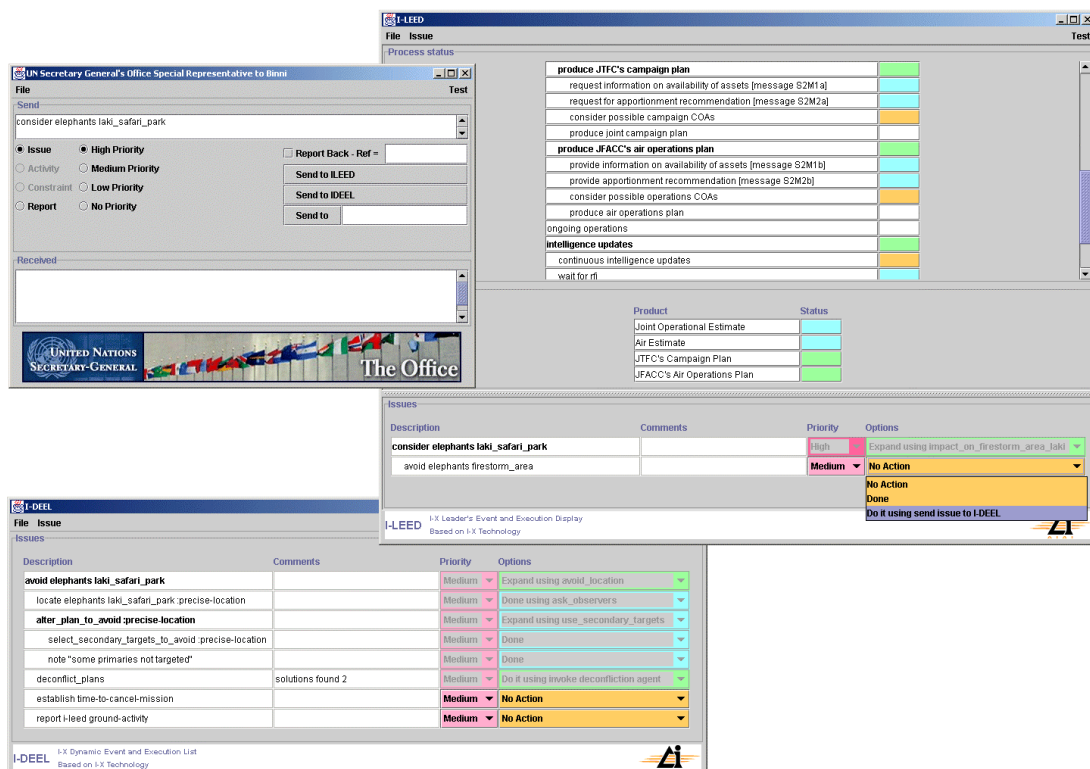 UN Secretary General's Office Special Representative to Binni
File Test
Send
consider elephants laki_safari_park
Issue High Priority Report Back - Ref =
Activity Medium Priority Send to ILEED
Constraint Low Priority Send to IDEEL
Report No Priority Send to
Received
UNITED NATIONS
SECRETARY-GENERAL
The Office
I-LEED
File Issue Test
Process status
produce JTFC's campaign plan
request information on availability of assets [message S2M1a]
request for apportionment recommendation [message S2M2a]
consider possible campaign COAs
produce joint campaign plan
produce JFACC's air operations plan
provide information on availability of assets [message S2M1b]
provide apportionment recommendation [message S2M2b]
consider possible operations COAs
produce air operations plan
ongoing operations
intelligence updates
continuous intelligence updates
wait for rfi
Product Status
Joint Operational Estimate
Air Estimate
JTFC's Campaign Plan
JFACC's Air Operations Plan
Issues
Description Comments Priority Options
consider elephants laki_safari_park High Expand using impact_on_firestorm_area_laki
avoid elephants firestorm_area Medium No Action
No Action
Done
Do it using send issue to I-DEEL
I-LEED I-X Leader's Event and Execution Display
Based on I-X Technology
I-DEEL
File Issue
Issues
Description Comments Priority Options
avoid elephants laki_safari_park Medium Expand using avoid_location
locate elephants laki_safari_park :precise-location Medium Done using ask_observers
alter_plan_to_avoid :precise-location Medium Expand using use_secondary_targets
select_secondary_targets_to_avoid :precise-location Medium Done
note "some primaries not targeted" Medium Done
deconflict_plans solutions found 2 Medium Do it using invoke deconfliction agent
establish time-to-cancel-mission Medium No Action
report i-leed ground-activity Medium No Action
I-DEEL I-X Dynamic Event and Execution List
Based on I-X Technology